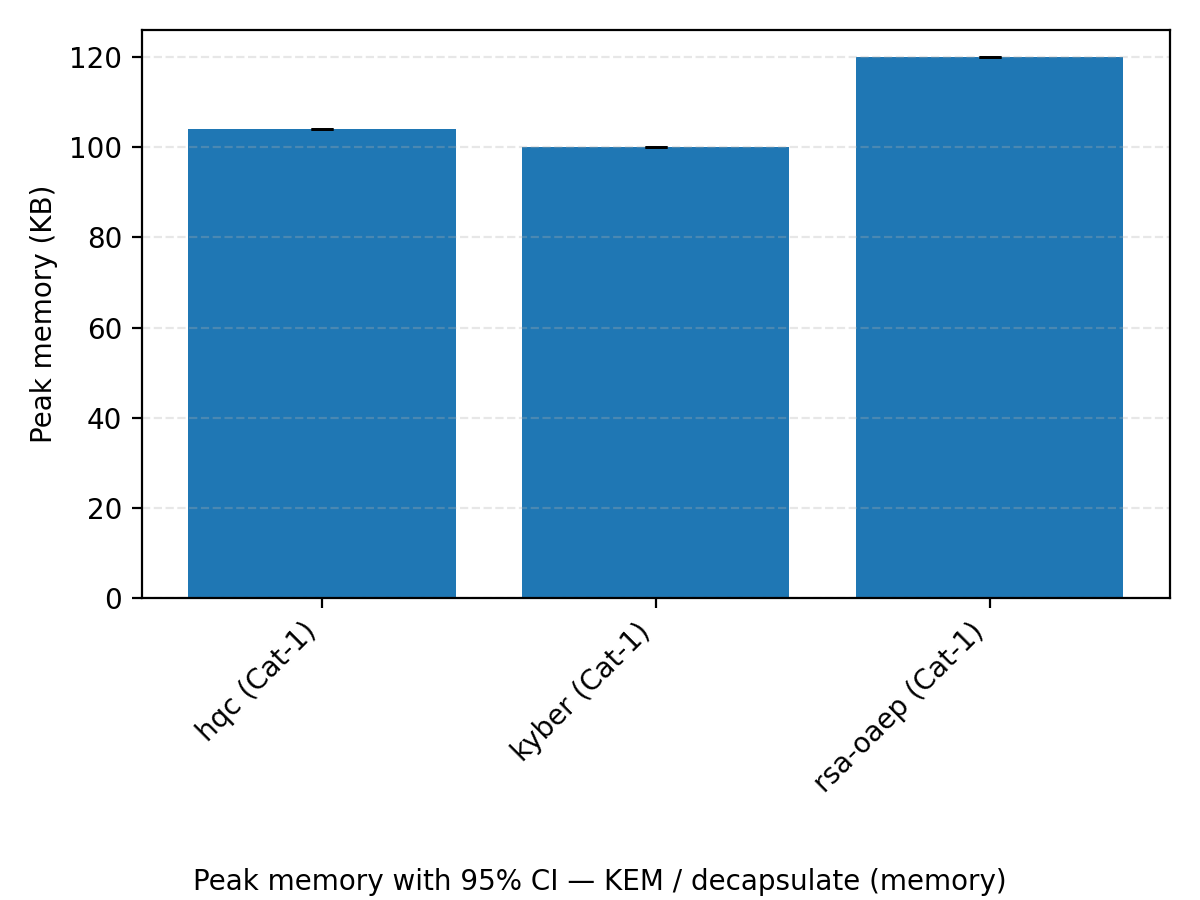 120
100
80
60
40
20
0
Peak memory (KB)
hqc (Cat-1)
kyber (Cat-1)
rsa-oaep (Cat-1)
Peak memory with 95% CI — KEM / decapsulate (memory)